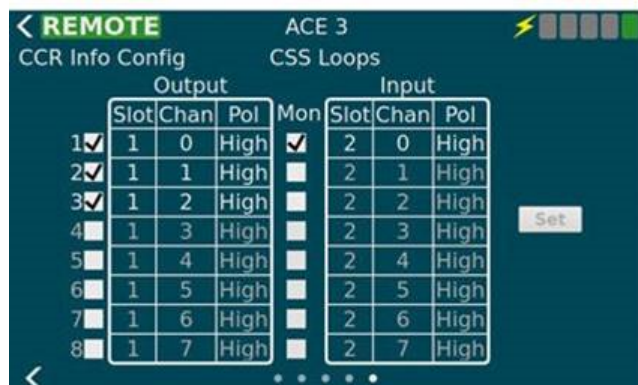 < REMOTE ACE 3
CCR Info Config CSS Loops
Output Input
Slot Chan Pol Mon Slot Chan Pol
1 1 0 High 2 0 High
2 1 1 High 2 1 High
3 1 2 High 2 2 High
4 1 3 High 2 3 High
Set
5 1 4 High 2 4 High
6 1 5 High 2 5 High
7 1 6 High 2 6 High
8 1 7 High 2 7 High
<